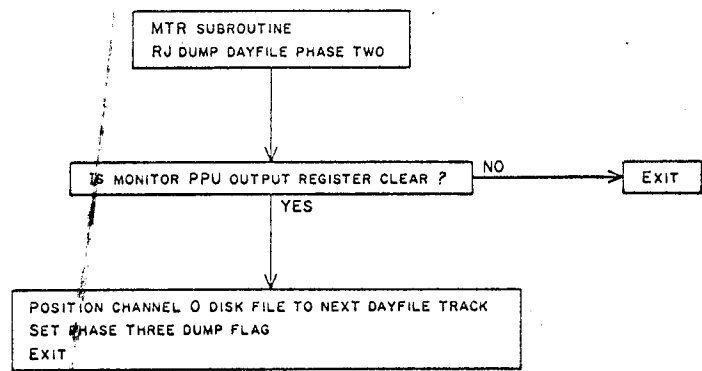 MTR SUBROUTINE
RJ DUMP DAYFILE PHASE TWO
IS MONITOR PPU OUTPUT REGISTER CLEAR ?
NO
EXIT
YES
POSITION CHANNEL 0 DISK FILE TO NEXT DAYFILE TRACK
SET PHASE THREE DUMP FLAG
EXIT